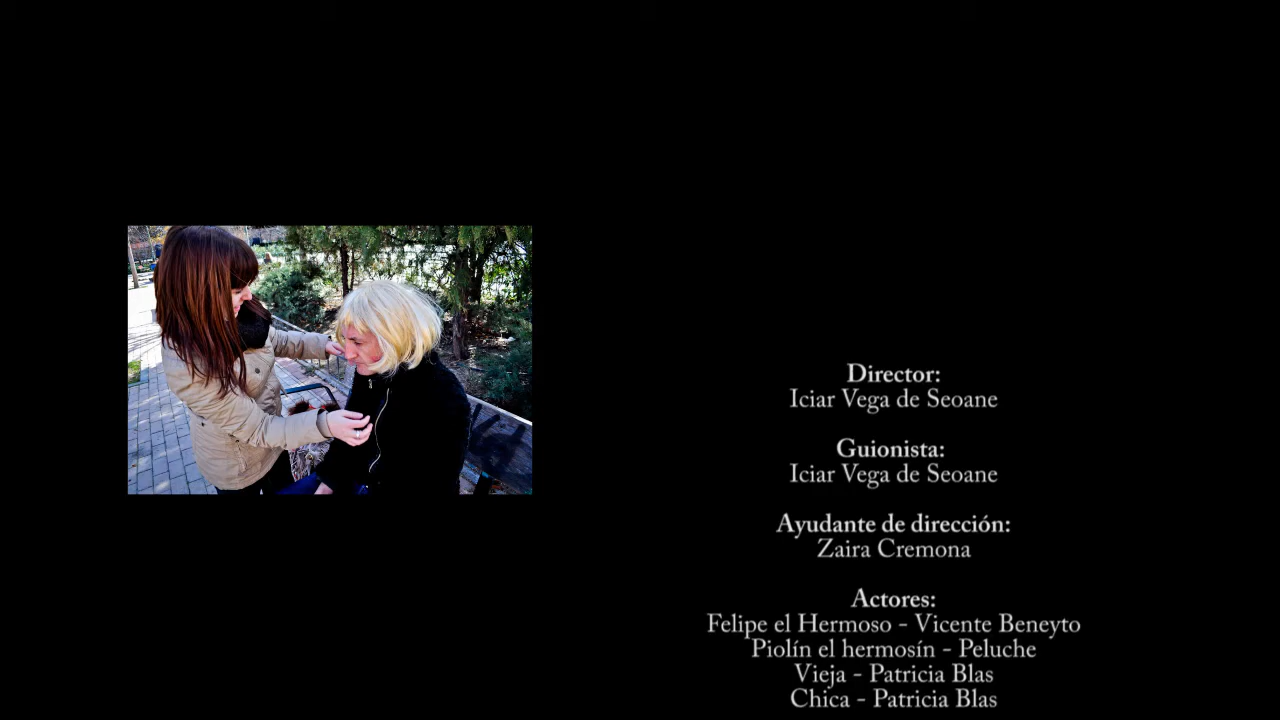 Director:
Iciar Vega de Seoane
Guionista:
Iciar Vega de Seoane
Ayudante de dirección:
Zaira Cremona
Actores:
Felipe el Hermoso - Vicente Beneyto
Piolín el hermosín - Peluche
Vieja - Patricia Blas
Chica - Patricia Blas